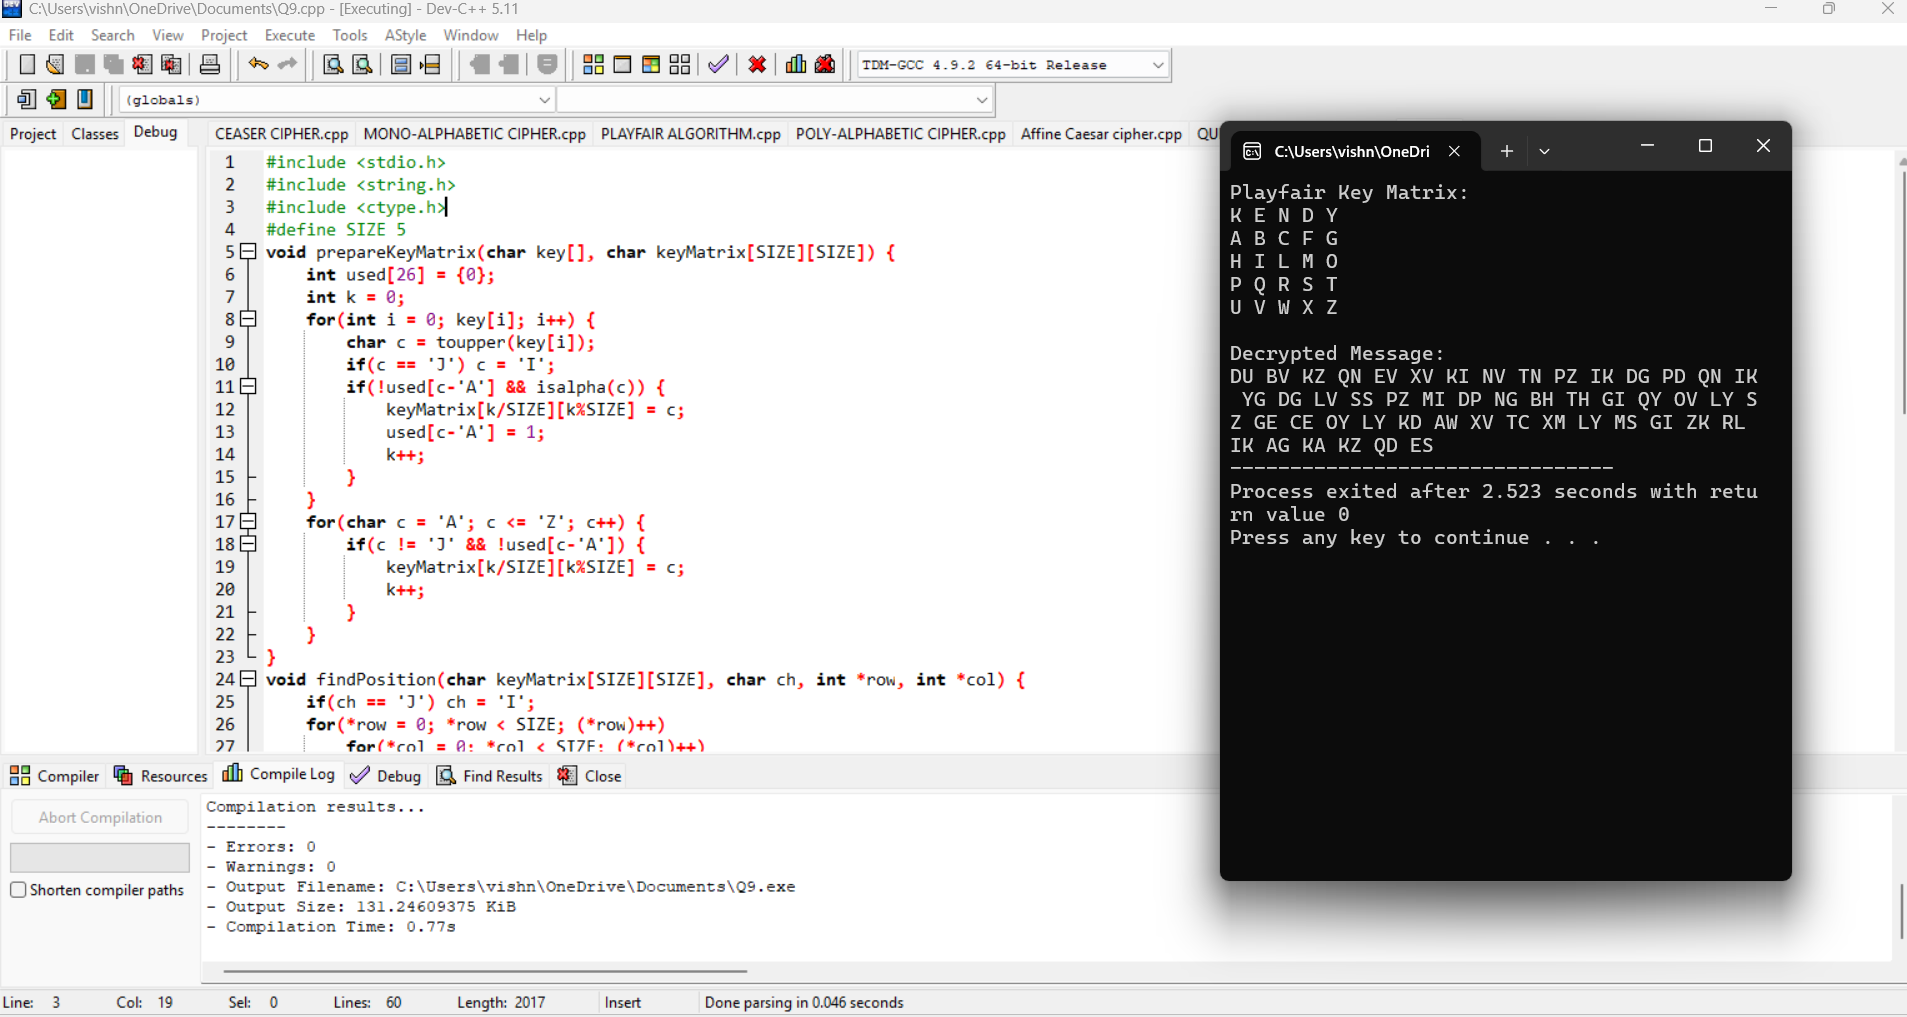 C:\Users\vishn\OneDrive\Documents\Q9.cpp - [Executing] - Dev-C++ 5.11
File Edit Search View Project Execute Tools AStyle Window Help
TDM-GCC 4.9.2 64-bit Release
(globals)
Project Classes Debug
CEASER CIPHER.cpp MONO-ALPHABETIC CIPHER.cpp PLAYFAIR ALGORITHM.cpp POLY-ALPHABETIC CIPHER.cpp Affine Caesar cipher.cpp QU
1 #include <stdio.h>
2 #include <string.h>
3 #include <ctype.h>
4 #define SIZE 5
5 void prepareKeyMatrix(char key[], char keyMatrix[SIZE][SIZE]) {
6 int used[26] = {0};
7 int k = 0;
8 for(int i = 0; key[i]; i++) {
9 char c = toupper(key[i]);
10 if(c == 'J') c = 'I';
11 if(!used[c-'A'] && isalpha(c)) {
12 keyMatrix[k/SIZE][k%SIZE] = c;
13 used[c-'A'] = 1;
14 k++;
15 }
16 }
17 for(char c = 'A'; c <= 'Z'; c++) {
18 if(c != 'J' && !used[c-'A']) {
19 keyMatrix[k/SIZE][k%SIZE] = c;
20 k++;
21 }
22 }
23 }
24 void findPosition(char keyMatrix[SIZE][SIZE], char ch, int *row, int *col) {
25 if(ch == 'J') ch = 'I';
26 for(*row = 0; *row < SIZE; (*row)++)
27 for(*col = 0; *col < SIZE; (*col)++)
C:\Users\vishn\OneDri
Playfair Key Matrix:
K E N D Y
A B C F G
H I L M O
P Q R S T
U V W X Z
Decrypted Message:
DU BV KZ QN EV XV KI NV TN PZ IK DG PD QN IK
YG DG LV SS PZ MI DP NG BH TH GI QY OV LY S
Z GE CE OY LY KD AW XV TC XM LY MS GI ZK RL
IK AG KA KZ QD ES
--------------------------------
Process exited after 2.523 seconds with retu
rn value 0
Press any key to continue . . .
Compiler Resources Compile Log Debug Find Results Close
Abort Compilation
Shorten compiler paths
Compilation results...
--------
- Errors: 0
- Warnings: 0
- Output Filename: C:\Users\vishn\OneDrive\Documents\Q9.exe
- Output Size: 131.24609375 KiB
- Compilation Time: 0.77s
Line: 3 Col: 19 Sel: 0 Lines: 60 Length: 2017 Insert Done parsing in 0.046 seconds